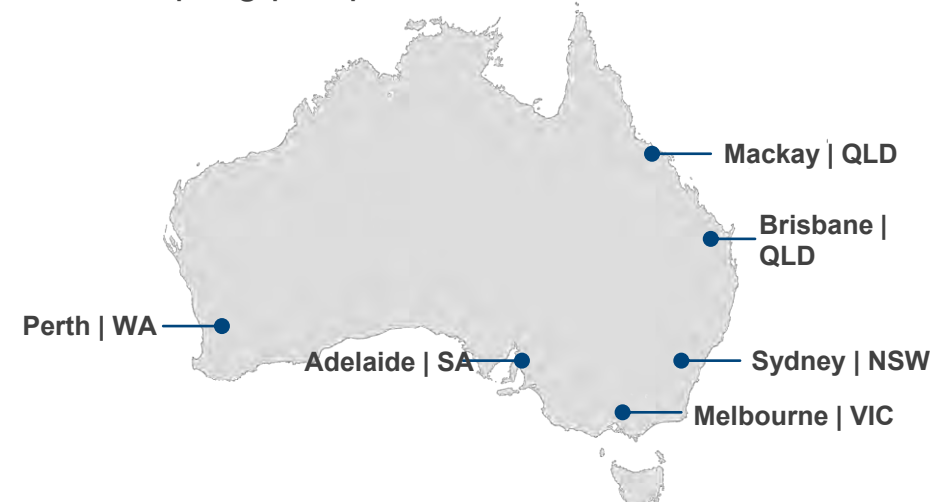 Mackay | QLD
Brisbane |
QLD
Perth | WA
Adelaide | SA
Sydney | NSW
Melbourne | VIC